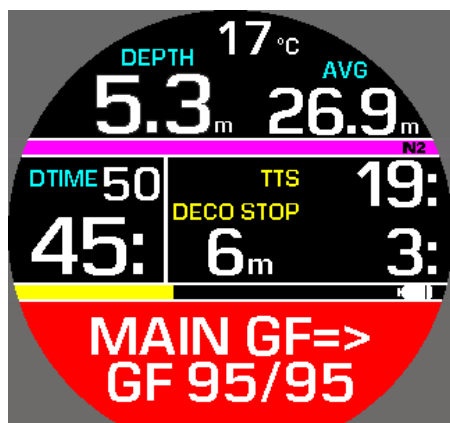 17°C
DEPTH AVG
5.3m 26.9m
N2
DTIME 50 TTS 19:
DECO STOP
45: 6m 3:
MAIN GF=>
GF 95/95